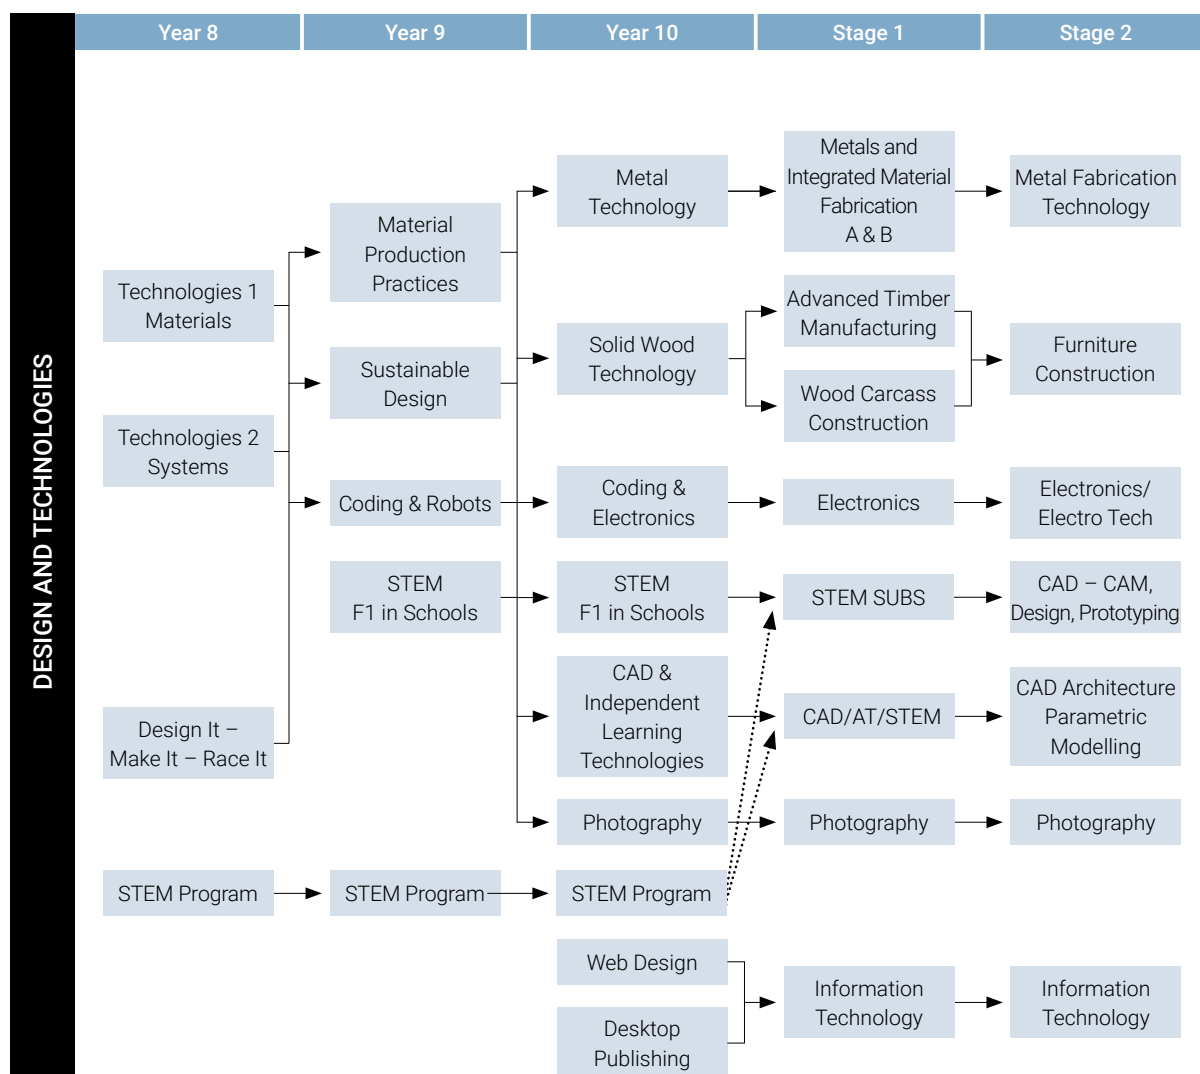 DESIGN AND TECHNOLOGIES
Year 8
Year 9
Year 10
Stage 1
Stage 2
Technologies 1
Materials
Technologies 2
Systems
Design It –
Make It – Race It
STEM Program
Material
Production
Practices
Sustainable
Design
Coding & Robots
STEM
F1 in Schools
STEM Program
Metal
Technology
Solid Wood
Technology
Coding &
Electronics
STEM
F1 in Schools
CAD &
Independent
Learning
Technologies
Photography
STEM Program
Web Design
Desktop
Publishing
Metals and
Integrated Material
Fabrication
A & B
Advanced Timber
Manufacturing
Wood Carcass
Construction
Electronics
STEM SUBS
CAD/AT/STEM
Photography
Information
Technology
Metal Fabrication
Technology
Furniture
Construction
Electronics/
Electro Tech
CAD – CAM,
Design, Prototyping
CAD Architecture
Parametric
Modelling
Photography
Information
Technology